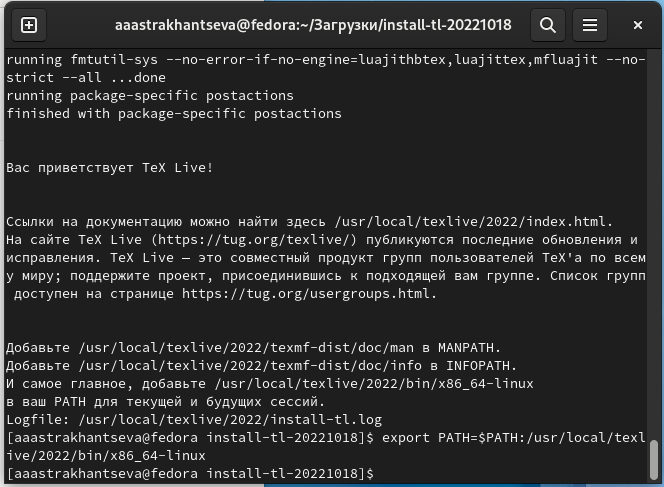 aaastrakhantseva@fedora:~/Загрузки/install-tl-20221018
running fmtutil-sys --no-error-if-no-engine=luajithbtex,luajittex,mfluajit --no-
strict --all ...done
running package-specific postactions
finished with package-specific postactions
Вас приветствует TeX Live!
Ссылки на документацию можно найти здесь /usr/local/texlive/2022/index.html.
На сайте TeX Live (https://tug.org/texlive/) публикуются последние обновления и
исправления. TeX Live — это совместный продукт групп пользователей TeX'а по всем
у миру; поддержите проект, присоединившись к подходящей вам группе. Список групп
доступен на странице https://tug.org/usergroups.html.
Добавьте /usr/local/texlive/2022/texmf-dist/doc/man в MANPATH.
Добавьте /usr/local/texlive/2022/texmf-dist/doc/info в INFOPATH.
И самое главное, добавьте /usr/local/texlive/2022/bin/x86_64-linux
в ваш PATH для текущей и будущих сессий.
Logfile: /usr/local/texlive/2022/install-tl.log
[aaastrakhantseva@fedora install-tl-20221018]$ export PATH=$PATH:/usr/local/texl
ive/2022/bin/x86_64-linux
[aaastrakhantseva@fedora install-tl-20221018]$